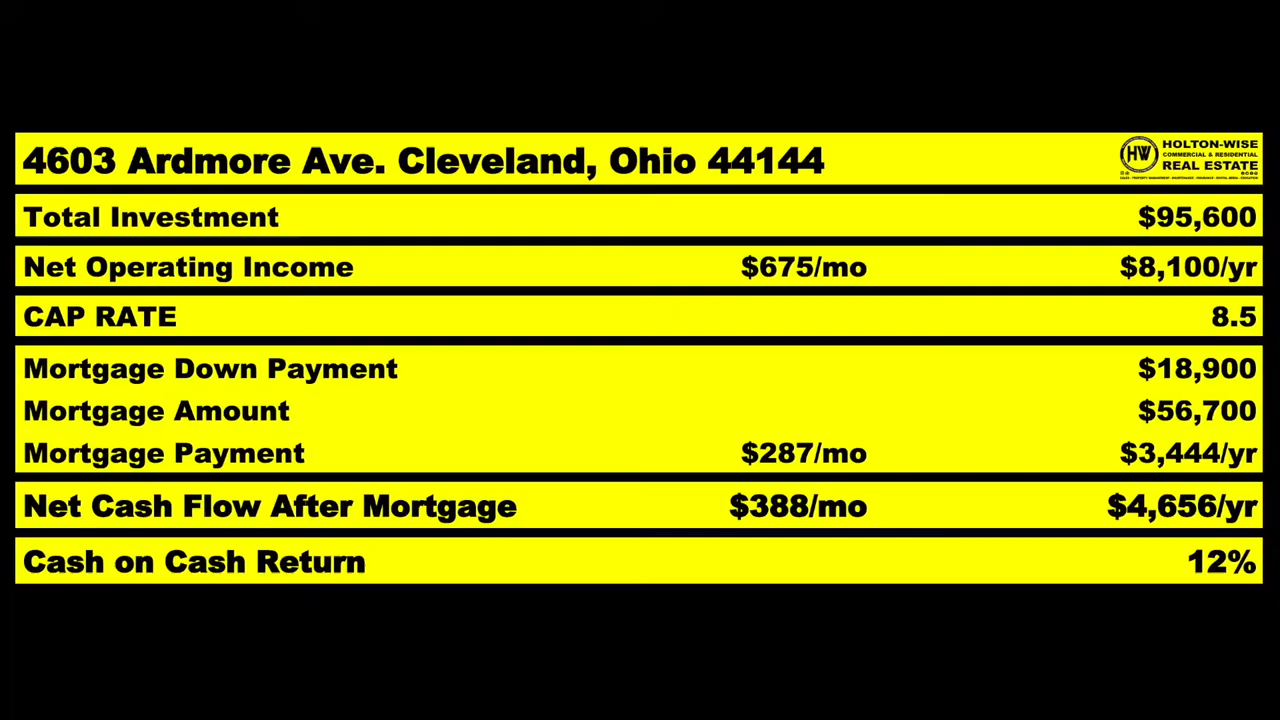 4603 Ardmore Ave. Cleveland, Ohio 44144
HW
HOLTON-WISE
COMMERCIAL & RESIDENTIAL
REAL ESTATE
Total Investment $95,600
Net Operating Income $675/mo $8,100/yr
CAP RATE 8.5
Mortgage Down Payment $18,900
Mortgage Amount $56,700
Mortgage Payment $287/mo $3,444/yr
Net Cash Flow After Mortgage $388/mo $4,656/yr
Cash on Cash Return 12%